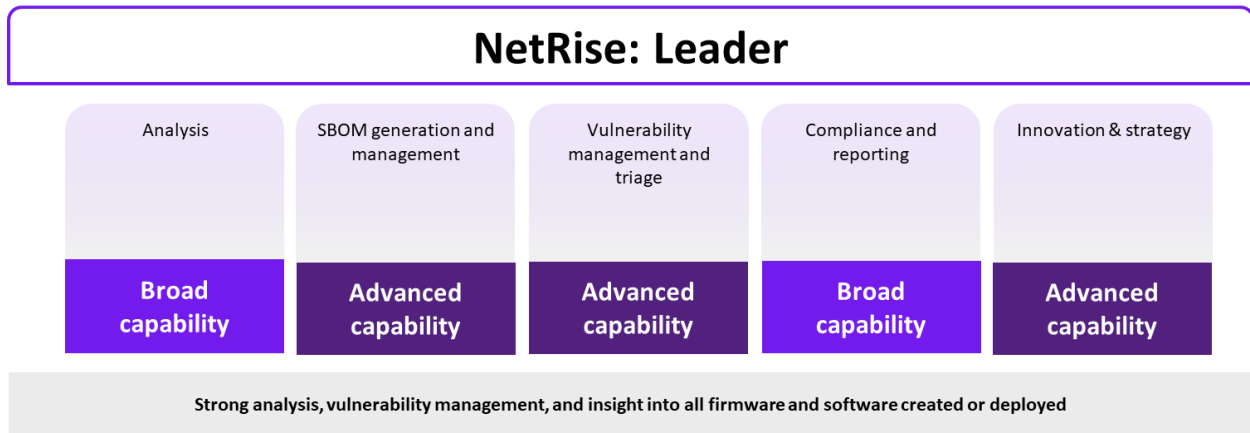 NetRise: Leader
Analysis
SBOM generation and
management
Vulnerability
management and
triage
Compliance and
reporting
Innovation & strategy
Broad
capability
Advanced
capability
Advanced
capability
Broad
capability
Advanced
capability
Strong analysis, vulnerability management, and insight into all firmware and software created or deployed